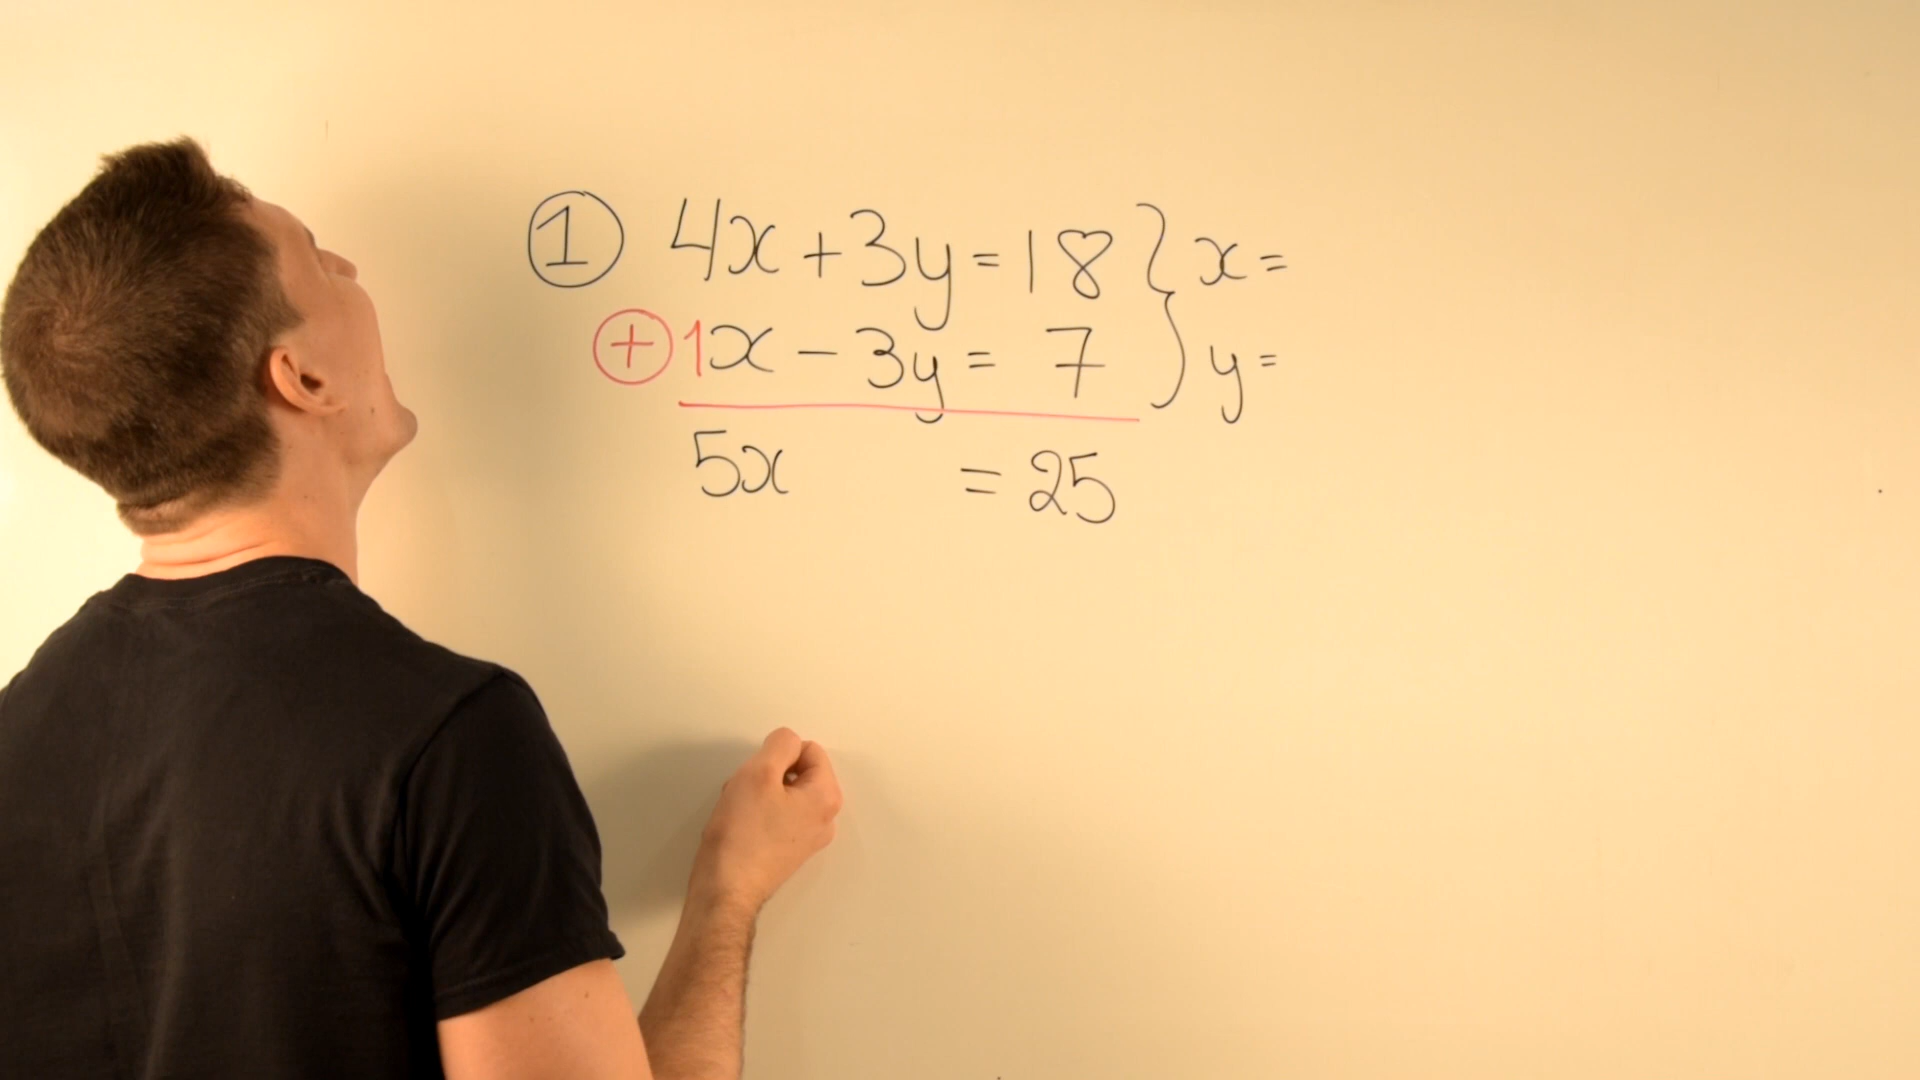 ① 4x + 3y = 18 } x =
⊕ 1x − 3y = 7 } y =
5x = 25